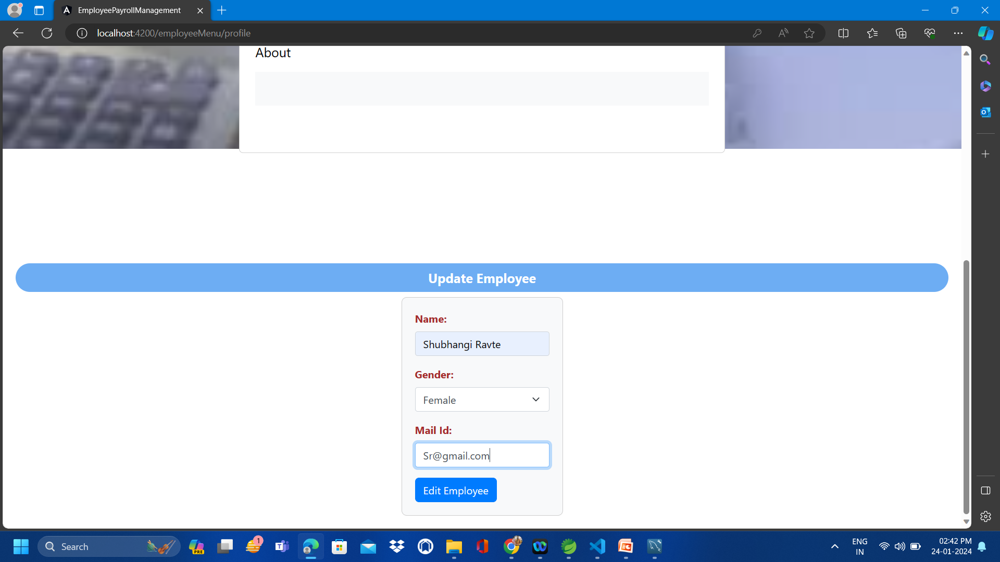 EmployeePayrollManagement
localhost:4200/employeeMenu/profile
About
Update Employee
Name:
Shubhangi Ravte
Gender:
Female
Mail Id:
Sr@gmail.com
Edit Employee
Search
PRE
1
ENG
IN
02:42 PM
24-01-2024